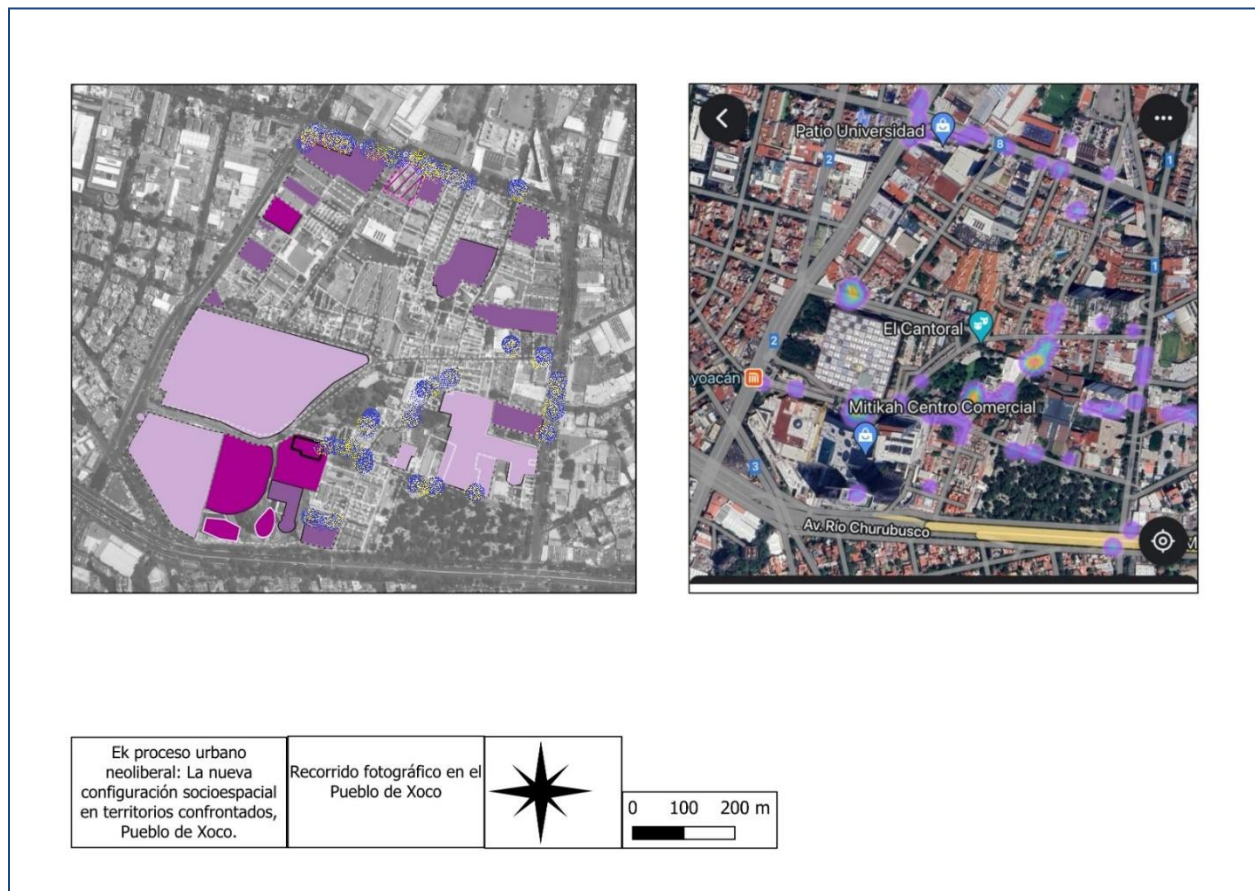 Patio Universidad
8
2
1
El Cantoral
1
2
yoacán
Mitikah Centro Comercial
3
Av. Río Churubusco
M
Ek proceso urbano
neoliberal: La nueva
configuración socioespacial
en territorios confrontados,
Pueblo de Xoco.
Recorrido fotográfico en el
Pueblo de Xoco
0 100 200 m